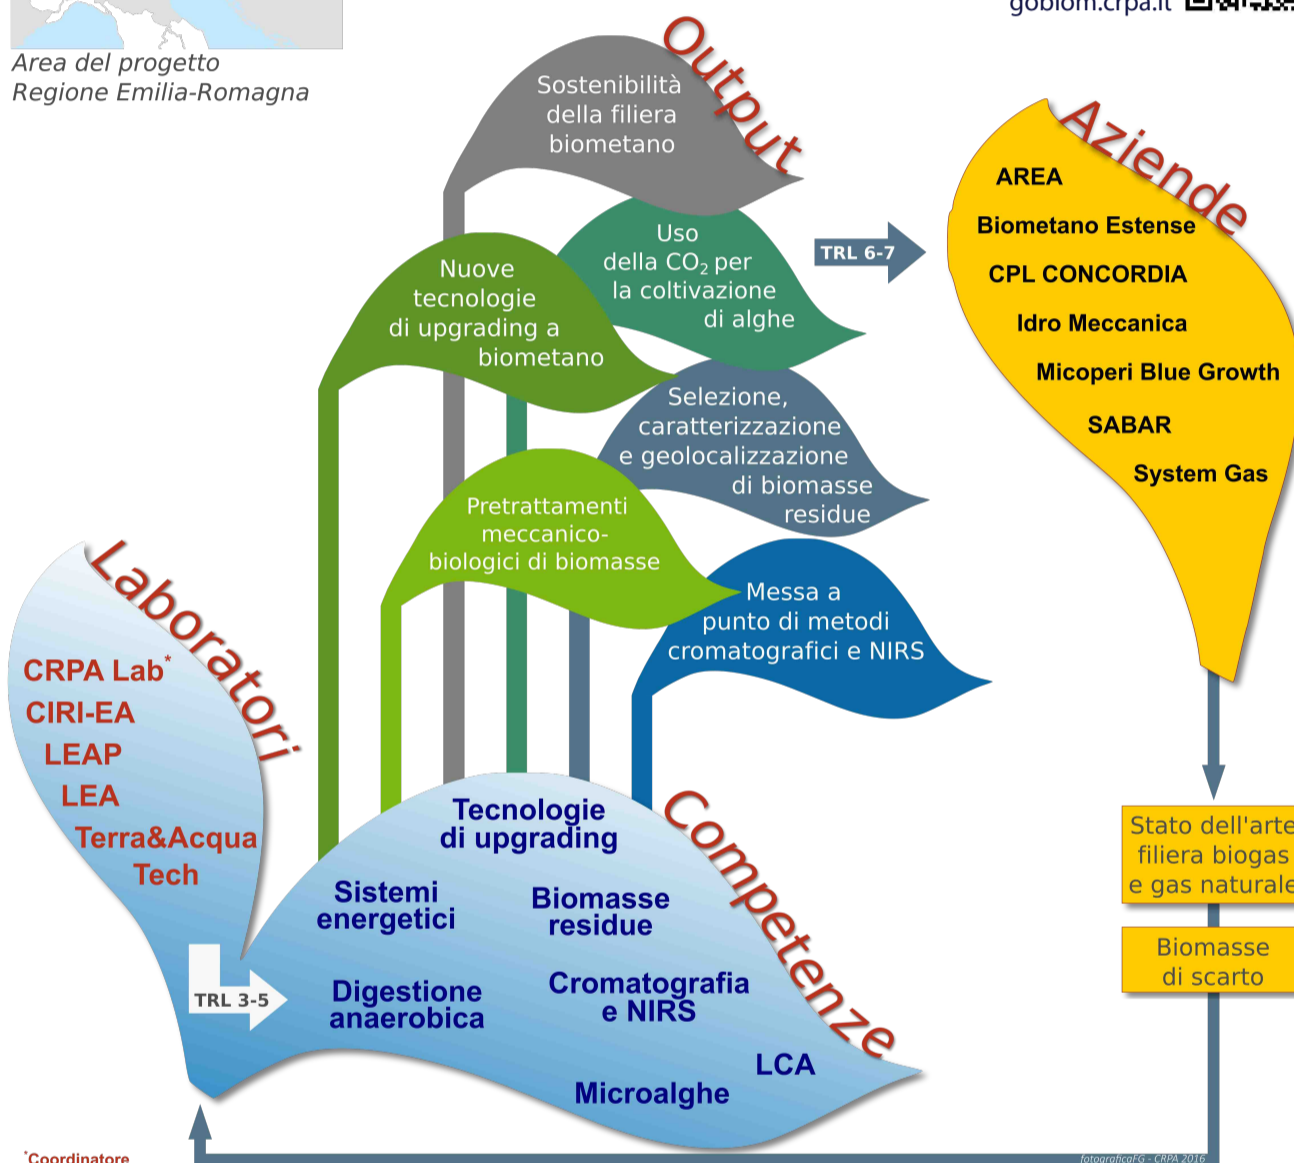 gobiom.crpa.it
Area del progetto
Regione Emilia-Romagna
Output
Sostenibilità
della filiera
biometano
Uso
della CO₂ per
la coltivazione
di alghe
Nuove
tecnologie
di upgrading a
biometano
Selezione,
caratterizzazione
e geolocalizzazione
di biomasse
residue
Pretrattamenti
meccanico-
biologici di biomasse
Messa a
punto di metodi
cromatografici e NIRS
TRL 6-7
Aziende
AREA
Biometano Estense
CPL CONCORDIA
Idro Meccanica
Micoperi Blue Growth
SABAR
System Gas
Laboratori
CRPA Lab*
CIRI-EA
LEAP
LEA
Terra&Acqua
Tech
TRL 3-5
Competenze
Tecnologie
di upgrading
Sistemi
energetici
Biomasse
residue
Digestione
anaerobica
Cromatografia
e NIRS
LCA
Microalghe
Stato dell'arte
filiera biogas
e gas naturale
Biomasse
di scarto
*Coordinatore
fotograficaFG - CRPA 2016